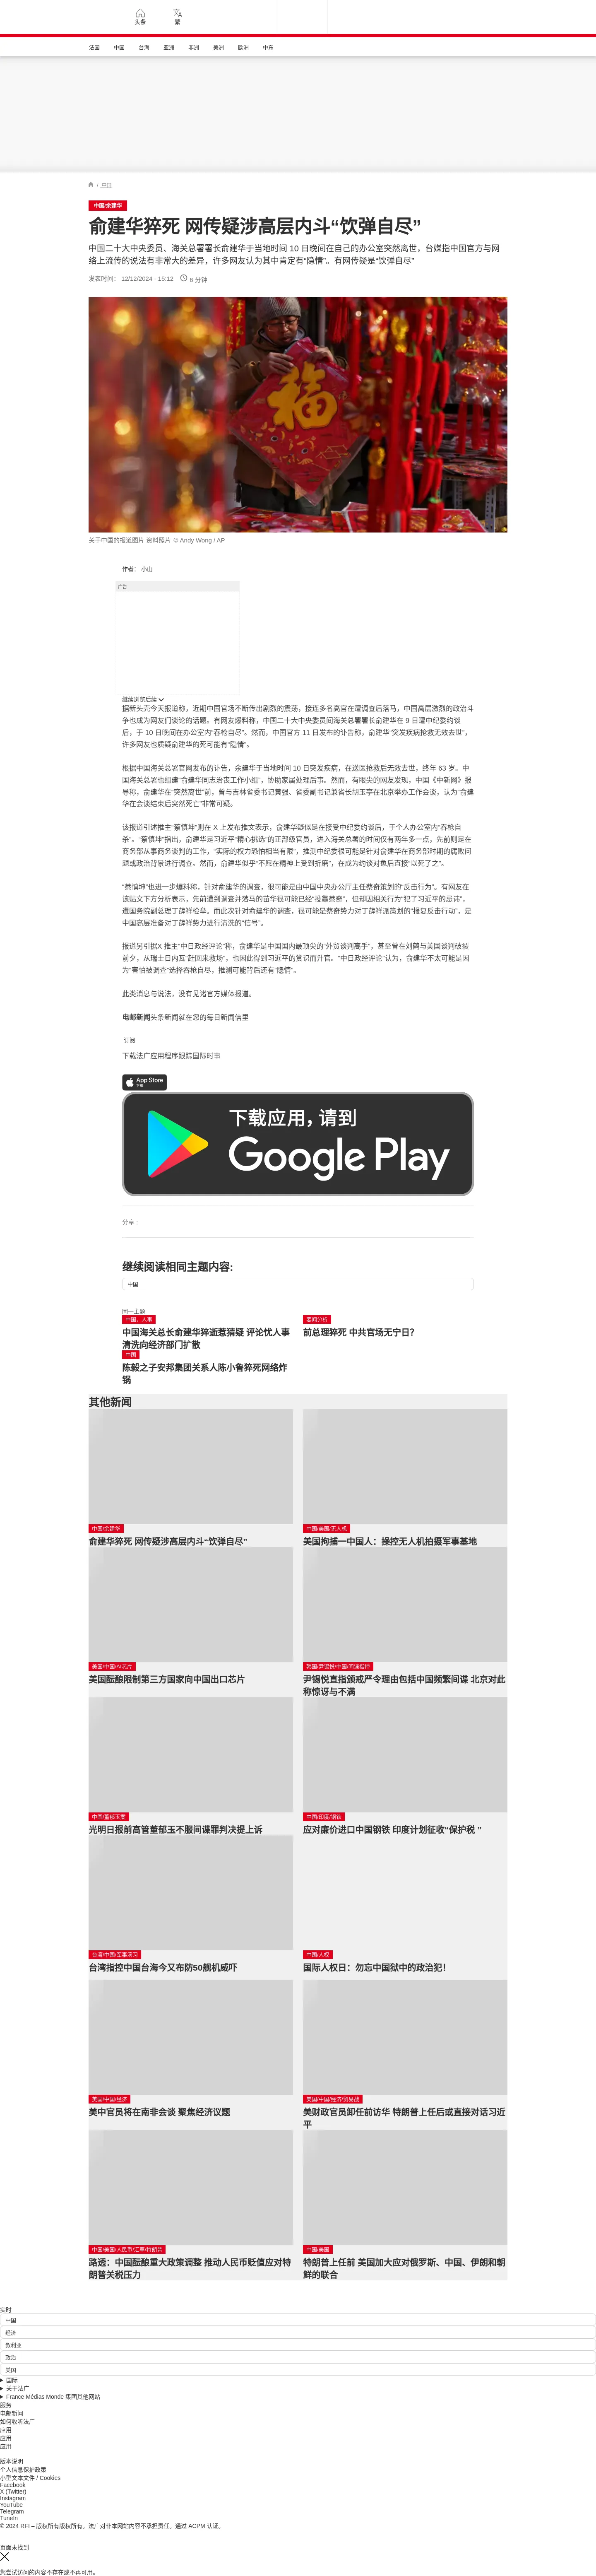 头条
繁
法国 中国 台海 亚洲 非洲 美洲 欧洲 中东
/ 中国
中国/余建华
俞建华猝死 网传疑涉高层内斗“饮弹自尽”
中国二十大中央委员、海关总署署长俞建华于当地时间 10 日晚间在自己的办公室突然离世，台媒指中国官方与网
络上流传的说法有非常大的差异，许多网友认为其中肯定有“隐情”。有网传疑是“饮弹自尽”
发表时间： 12/12/2024 - 15:12 6 分钟
福
关于中国的报道图片 资料照片 © Andy Wong / AP
作者： 小山
广告
继续浏览后续
据新头壳今天报道称，近期中国官场不断传出剧烈的震荡，接连多名高官在遭调查后落马，中国高层激烈的政治斗
争也成为网友们谈论的话题。有网友爆料称，中国二十大中央委员间海关总署署长俞建华在 9 日遭中纪委约谈
后，于 10 日晚间在办公室内“吞枪自尽”。然而，中国官方 11 日发布的讣告称，俞建华“突发疾病抢救无效去世”，
许多网友也质疑俞建华的死可能有“隐情”。
根据中国海关总署官网发布的讣告，余建华于当地时间 10 日突发疾病，在送医抢救后无效去世，终年 63 岁。中
国海关总署也组建“俞建华同志治丧工作小组”，协助家属处理后事。然而，有眼尖的网友发现，中国《中新网》报
导称，俞建华在“突然离世”前，曾与吉林省委书记黄强、省委副书记兼省长胡玉亭在北京举办工作会谈，认为“俞建
华在会谈结束后突然死亡”非常可疑。
该报道引述推主“蔡慎坤”则在 X 上发布推文表示，俞建华疑似是在接受中纪委约谈后，于个人办公室内“吞枪自
杀”。“蔡慎坤”指出，俞建华是习近平“精心挑选”的正部级官员，进入海关总署的时间仅有两年多一点，先前则是在
商务部从事商务谈判的工作，“实际的权力恐怕相当有限”，推测中纪委很可能是针对俞建华在商务部时期的腐败问
题或政治背景进行调查。然而，俞建华似乎“不愿在精神上受到折磨”，在成为约谈对象后直接“以死了之”。
“蔡慎坤”也进一步爆料称，针对俞建华的调查，很可能是由中国中央办公厅主任蔡奇策划的“反击行为”。有网友在
该贴文下方分析表示，先前遭到调查并落马的苗华很可能已经“投靠蔡奇”，但却因相关行为“犯了习近平的忌讳”，
遭国务院副总理丁薛祥检举。而此次针对俞建华的调查，很可能是蔡奇势力对丁薛祥派策划的“报复反击行动”，是
中国高层准备对丁薛祥势力进行清洗的“信号”。
报道另引据X 推主“中日政经评论”称，俞建华是中国国内最顶尖的“外贸谈判高手”，甚至曾在刘鹤与美国谈判破裂
前夕，从瑞士日内瓦“赶回来救场”，也因此得到习近平的赏识而升官。“中日政经评论”认为，俞建华不太可能是因
为“害怕被调查”选择吞枪自尽，推测可能背后还有“隐情”。
此类消息与说法，没有见诸官方媒体报道。
电邮新闻头条新闻就在您的每日新闻信里
订阅
下载法广应用程序跟踪国际时事
App Store
下载
下载应用，请到
Google Play
分享 :
继续阅读相同主题内容:
中国
同一主题
中国，人事
中国海关总长俞建华猝逝惹猜疑 评论忧人事
清洗向经济部门扩散
要闻分析
前总理猝死 中共官场无宁日？
中国
陈毅之子安邦集团关系人陈小鲁猝死网络炸
锅
其他新闻
中国/余建华
俞建华猝死 网传疑涉高层内斗“饮弹自尽”
中国/美国/无人机
美国拘捕一中国人：操控无人机拍摄军事基地
美国/中国/AI芯片
美国酝酿限制第三方国家向中国出口芯片
韩国/尹锡悦/中国/间谍指控
尹锡悦直指颁戒严令理由包括中国频繁间谍 北京对此
称惊讶与不满
中国/董郁玉案
光明日报前高管董郁玉不服间谍罪判决提上诉
中国/印度/钢铁
应对廉价进口中国钢铁 印度计划征收“保护税 ”
台湾/中国/军事演习
台湾指控中国台海今又布防50舰机威吓
中国/人权
国际人权日：勿忘中国狱中的政治犯！
美国/中国/经济
美中官员将在南非会谈 聚焦经济议题
美国/中国/经济/贸易战
美财政官员卸任前访华 特朗普上任后或直接对话习近
平
中国/美国/人民币/汇率/特朗普
路透：中国酝酿重大政策调整 推动人民币贬值应对特
朗普关税压力
中国/美国
特朗普上任前 美国加大应对俄罗斯、中国、伊朗和朝
鲜的联合
实时
中国
经济
叙利亚
政治
美国
国际
关于法广
France Médias Monde 集团其他网站
服务
电邮新闻
如何收听法广
应用
应用
应用
版本说明
个人信息保护政策
小型文本文件 / Cookies
Facebook
X (Twitter)
Instagram
YouTube
Telegram
TuneIn
© 2024 RFI – 版权所有版权所有。法广对非本网站内容不承担责任。通过 ACPM 认证。
页面未找到
您尝试访问的内容不存在或不再可用。